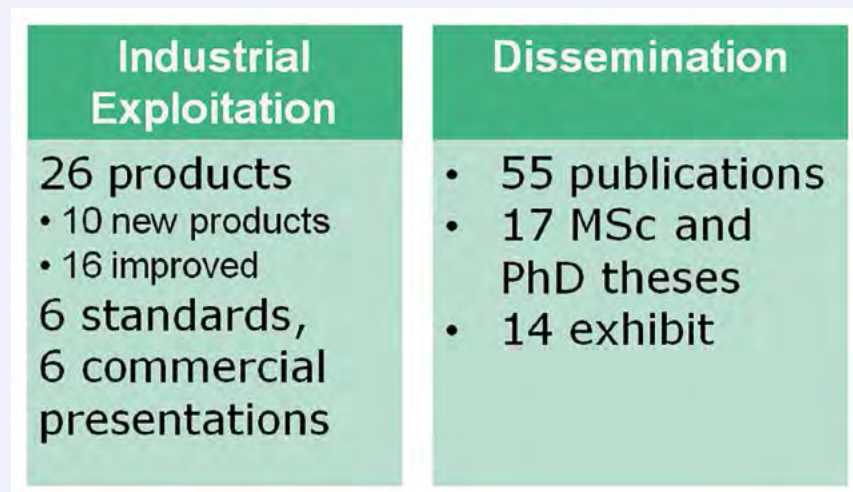 Industrial
Exploitation
26 products
• 10 new products
• 16 improved
6 standards,
6 commercial
presentations
Dissemination
• 55 publications
• 17 MSc and
PhD theses
• 14 exhibit